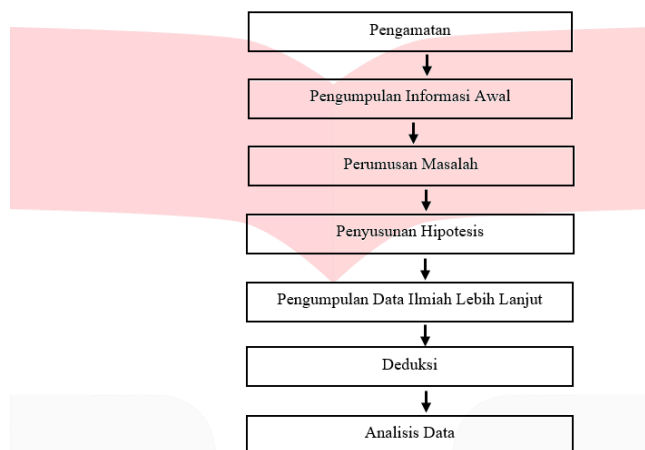 Pengamatan
Pengumpulan Informasi Awal
Perumusan Masalah
Penyusunan Hipotesis
Pengumpulan Data Ilmiah Lebih Lanjut
Deduksi
Analisis Data